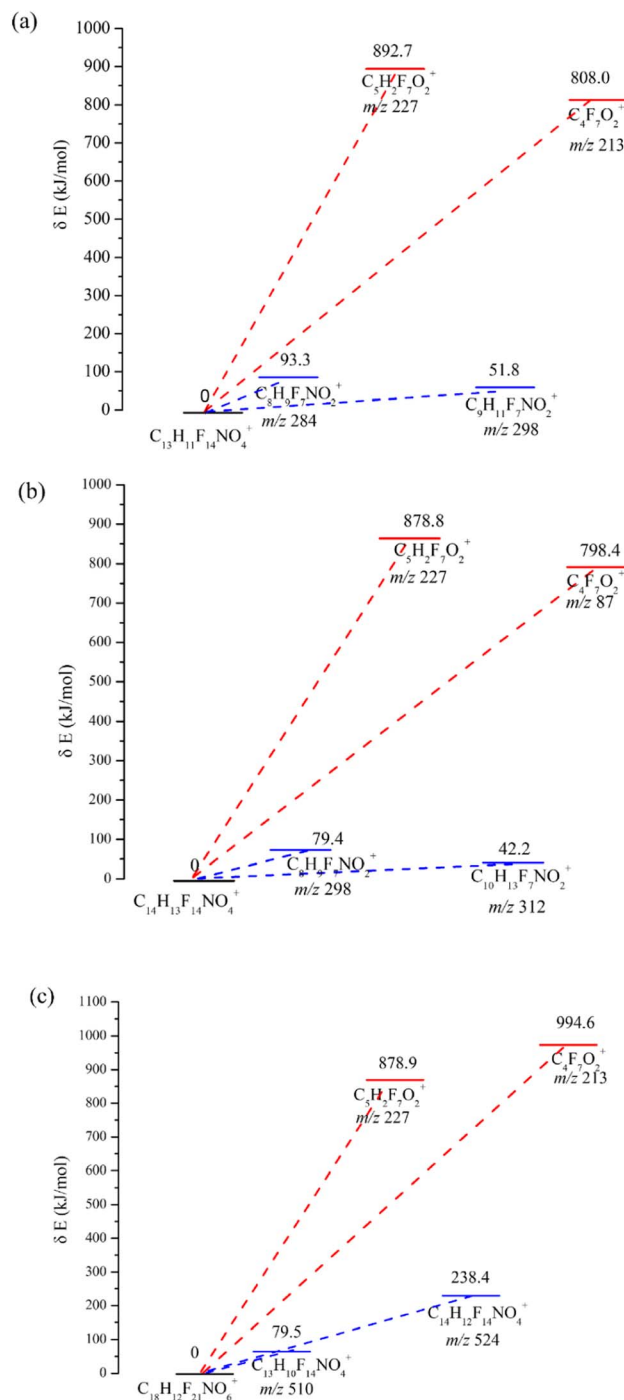 (a)
1000
900
800
700
600
500
400
300
200
100
0
δ E (kJ/mol)
892.7
C₅H₂F₇O₂⁺
m/z 227
808.0
C₄F₇O₂⁺
m/z 213
93.3
C₈H₉F₇NO₂⁺
m/z 284
51.8
C₉H₁₁F₇NO₂⁺
m/z 298
0
C₁₃H₁₁F₁₄NO₄⁺
(b)
1000
900
800
700
600
500
400
300
200
100
0
δ E (kJ/mol)
878.8
C₅H₂F₇O₂⁺
m/z 227
798.4
C₄F₇O₂⁺
m/z 87
79.4
C₈H₉F₇NO₂⁺
m/z 298
42.2
C₁₀H₁₃F₇NO₂⁺
m/z 312
0
C₁₄H₁₃F₁₄NO₄⁺
(c)
1100
1000
900
800
700
600
500
400
300
200
100
0
δ E (kJ/mol)
878.9
C₅H₂F₇O₂⁺
m/z 227
994.6
C₄F₇O₂⁺
m/z 213
238.4
C₁₄H₁₂F₁₄NO₄⁺
m/z 524
79.5
C₁₃H₁₀F₁₄NO₄⁺
m/z 510
0
C₁₈H₁₂F₂₁NO₆⁺